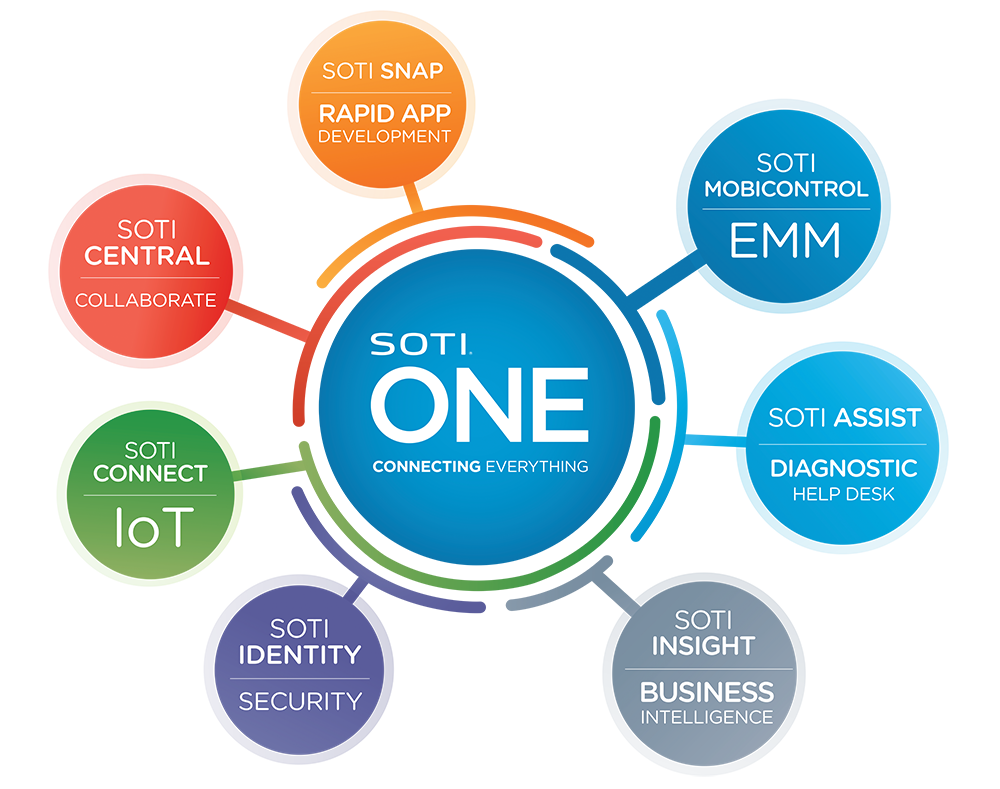 SOTI SNAP
RAPID APP
DEVELOPMENT
SOTI
MOBICONTROL
EMM
SOTI
CENTRAL
COLLABORATE
SOTI
ONE
CONNECTING EVERYTHING
SOTI ASSIST
DIAGNOSTIC
HELP DESK
SOTI
CONNECT
IoT
SOTI
IDENTITY
SECURITY
SOTI
INSIGHT
BUSINESS
INTELLIGENCE